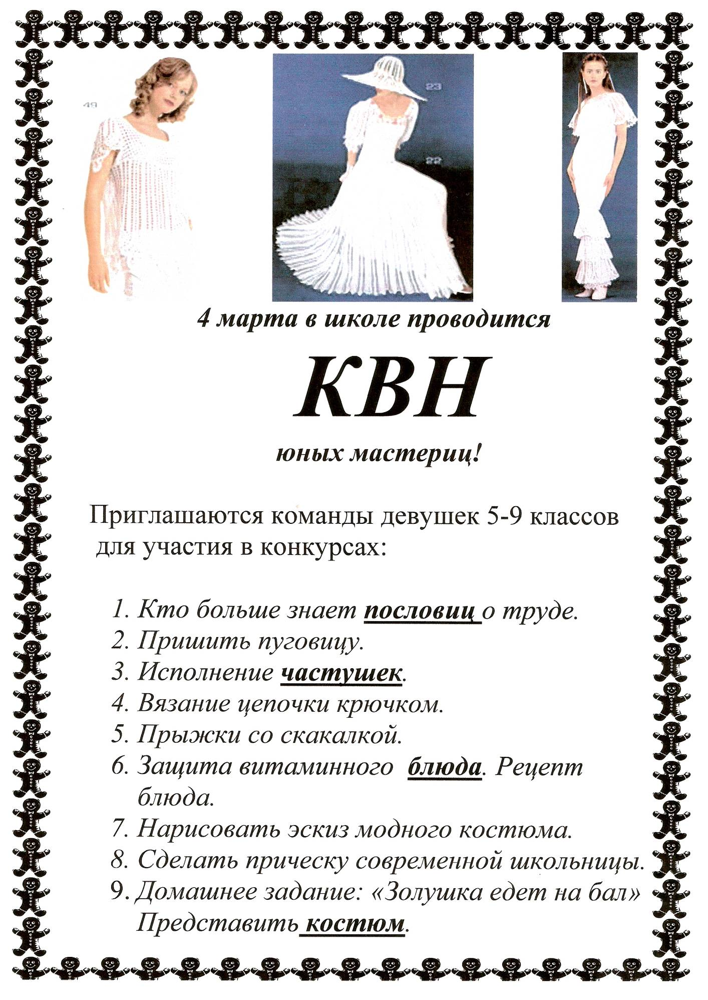 49
23
22
4 марта в школе проводится
КВН
юных мастериц!
Приглашаются команды девушек 5-9 классов
для участия в конкурсах:
1. Кто больше знает пословиц о труде.
2. Пришить пуговицу.
3. Исполнение частушек.
4. Вязание цепочки крючком.
5. Прыжки со скакалкой.
6. Защита витаминного блюда. Рецепт
блюда.
7. Нарисовать эскиз модного костюма.
8. Сделать прическу современной школьницы.
9. Домашнее задание: «Золушка едет на бал»
Представить костюм.